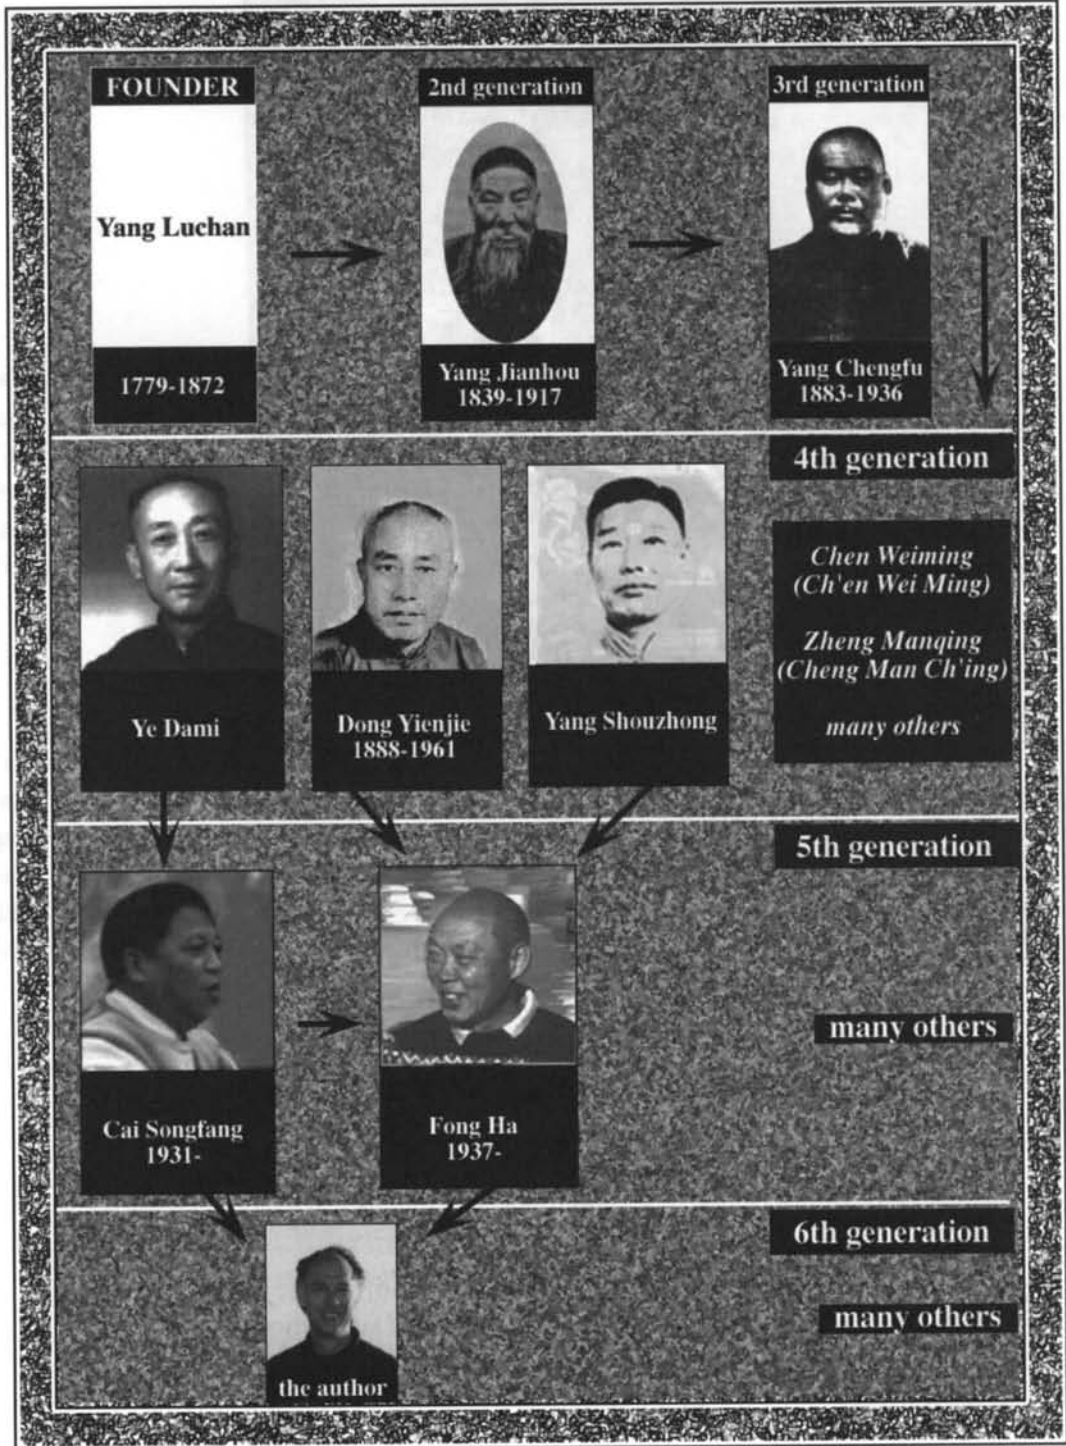 FOUNDER
Yang Luchan
1779-1872
2nd generation
Yang Jianhou
1839-1917
3rd generation
Yang Chengfu
1883-1936
4th generation
Ye Dami
Dong Yienjie
1888-1961
Yang Shouzhong
Chen Weiming
(Ch'en Wei Ming)
Zheng Manqing
(Cheng Man Ch'ing)
many others
5th generation
Cai Songfang
1931-
Fong Ha
1937-
many others
6th generation
the author
many others